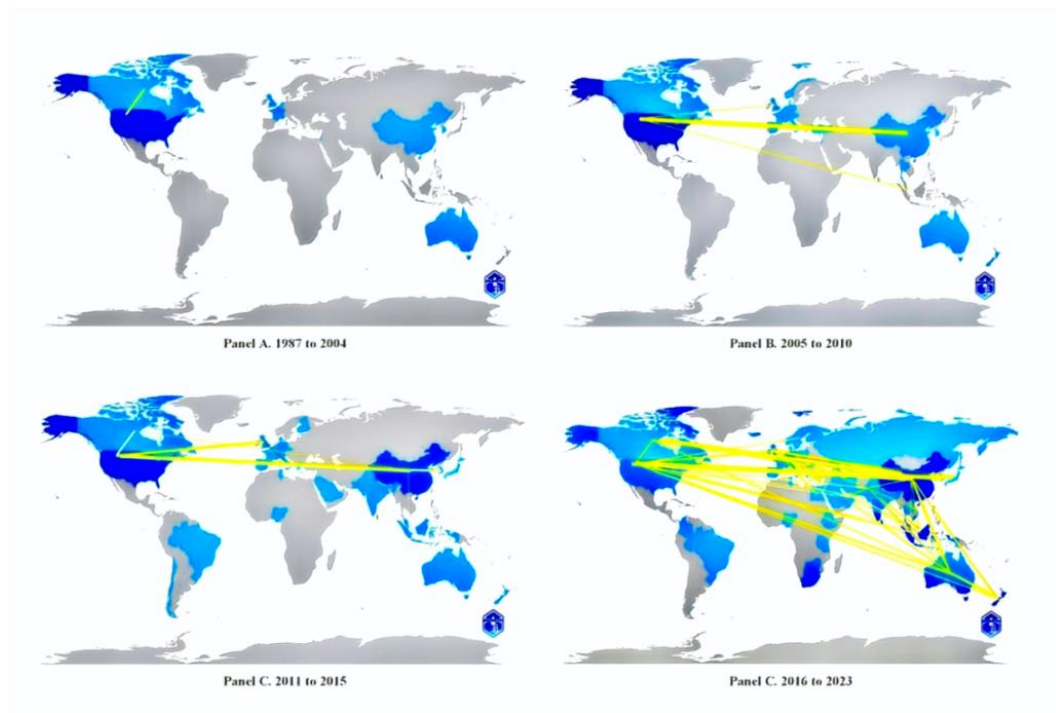 Panel A. 1987 to 2004
Panel B. 2005 to 2010
Panel C. 2011 to 2015
Panel C. 2016 to 2023